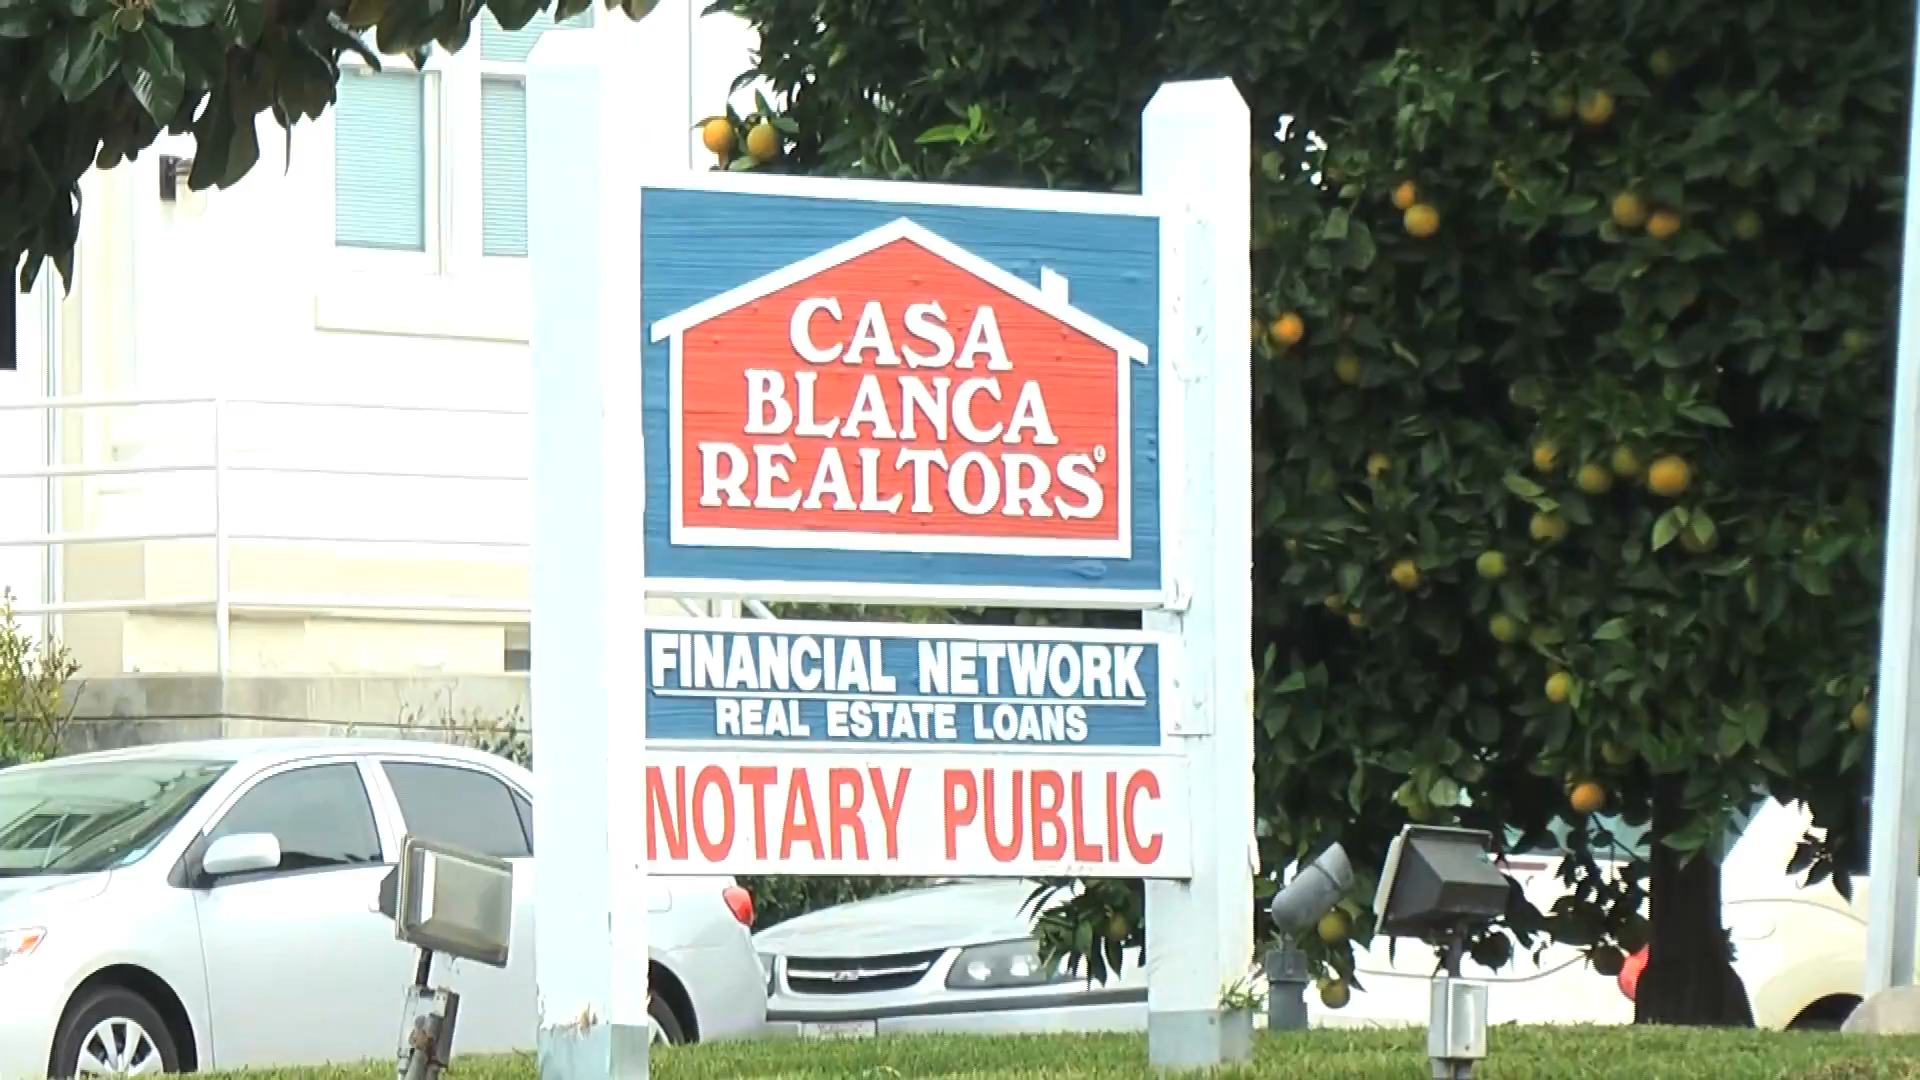 CASA
BLANCA
REALTORS
FINANCIAL NETWORK
REAL ESTATE LOANS
NOTARY PUBLIC